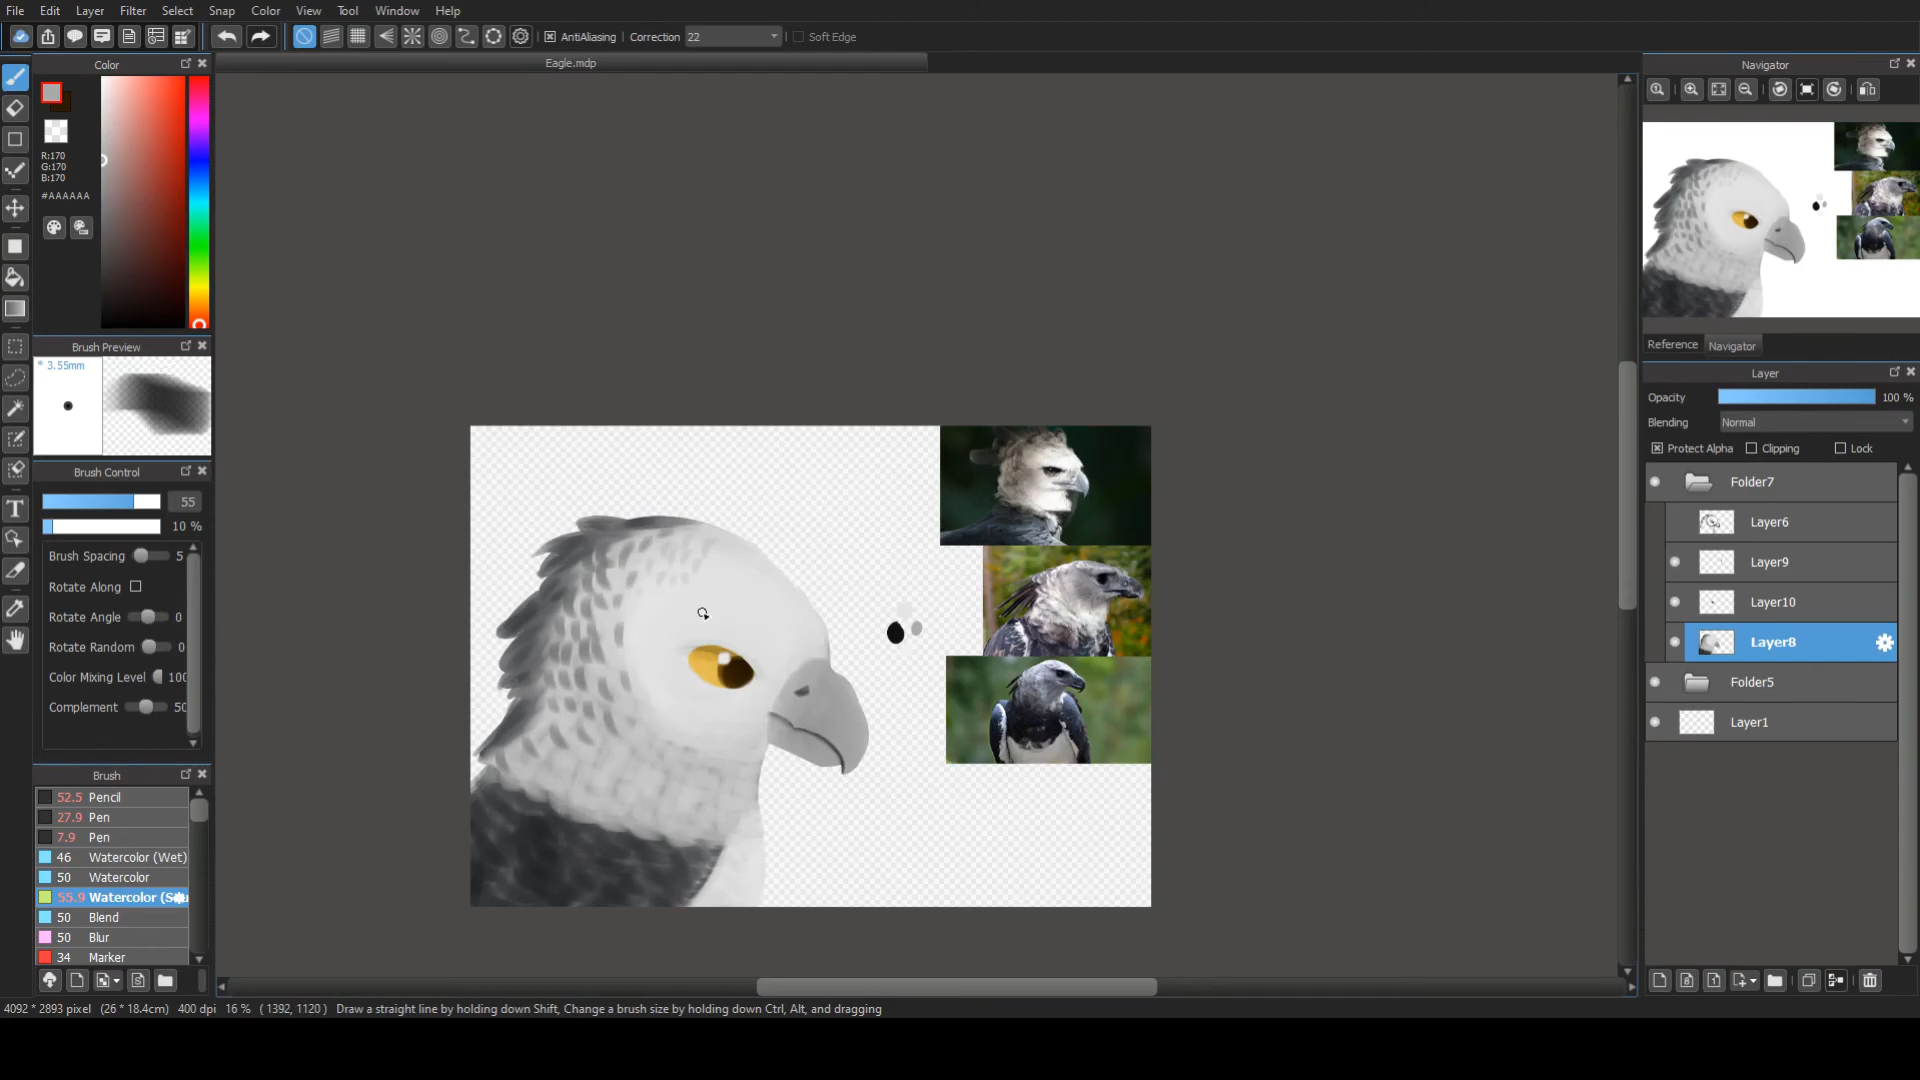 File Edit Layer Filter Select Snap Color View Tool Window Help
AntiAliasing Correction 22 Soft Edge
Eagle.mdp
Color
R:170
G:170
B:170
#AAAAAA
Brush Preview
* 3.55mm
Brush Control
55
10 %
Brush Spacing 5
Rotate Along
Rotate Angle 0
Rotate Random 0
Color Mixing Level 100
Complement 50
Brush
52.5 Pencil
27.9 Pen
7.9 Pen
46 Watercolor (Wet)
50 Watercolor
55.9 Watercolor
50 Blend
50 Blur
34 Marker
Navigator
Reference Navigator
Layer
Opacity 100 %
Blending Normal
Protect Alpha Clipping Lock
Folder7
Layer6
Layer9
Layer10
Layer8
Folder5
Layer1
4092 * 2893 pixel (26 * 18.4cm) 400 dpi 16 % ( 1392, 1120 ) Draw a straight line by holding down Shift, Change a brush size by holding down Ctrl, Alt, and dragging